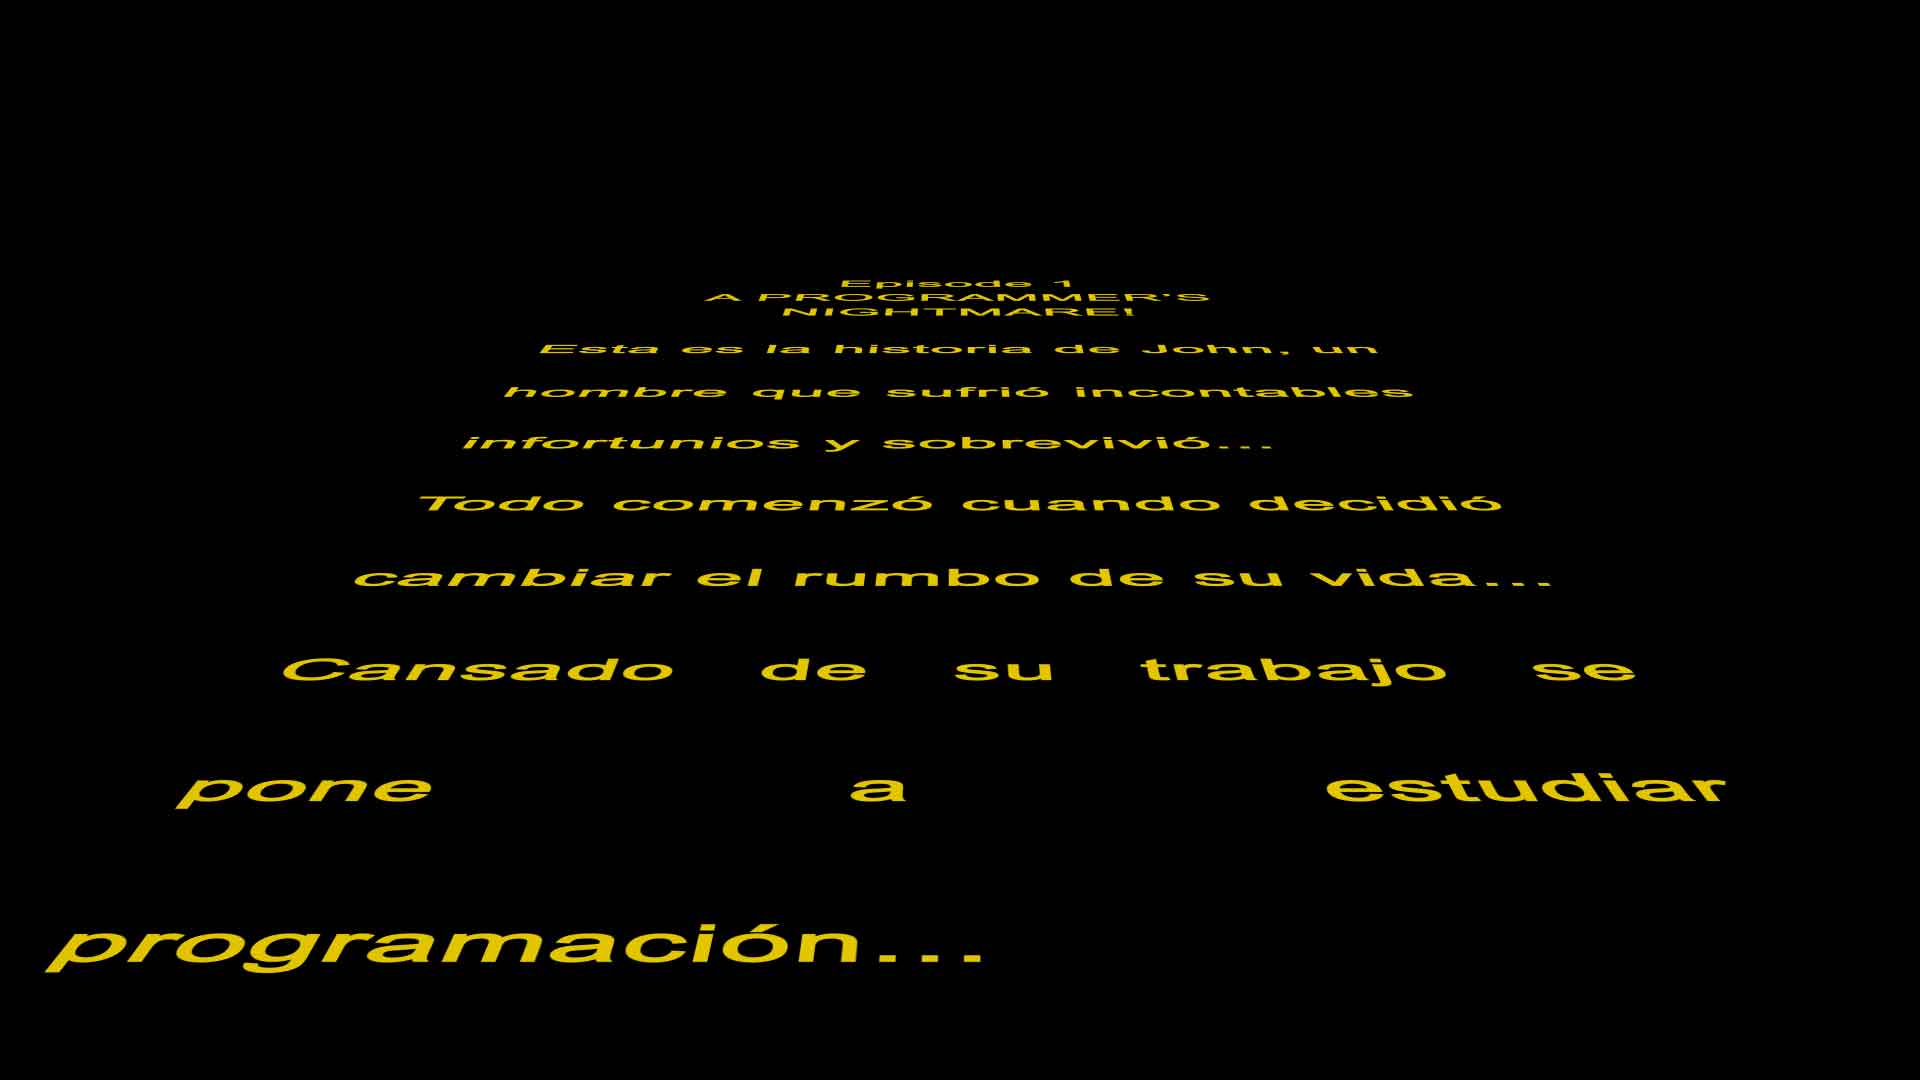 Episode 1
A PROGRAMMER'S
NIGHTMARE!
Esta es la historia de John, un
hombre que sufrió incontables
infortunios y sobrevivió...
Todo comenzó cuando decidió
cambiar el rumbo de su vida...
Cansado de su trabajo se
pone a estudiar
programación...